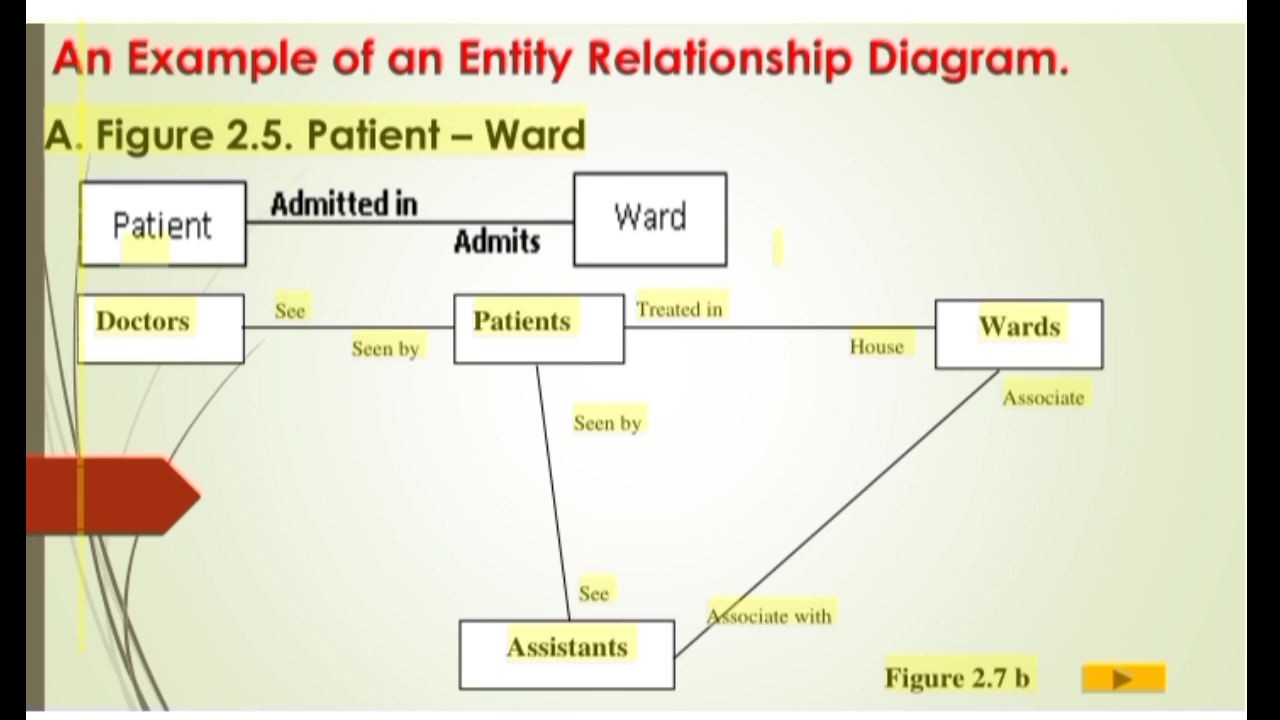 An Example of an Entity Relationship Diagram.
A. Figure 2.5. Patient – Ward
Patient
Admitted in
Admits
Ward
Doctors
See
Seen by
Patients
Treated in
House
Wards
Associate
Seen by
See
Associate with
Assistants
Figure 2.7 b